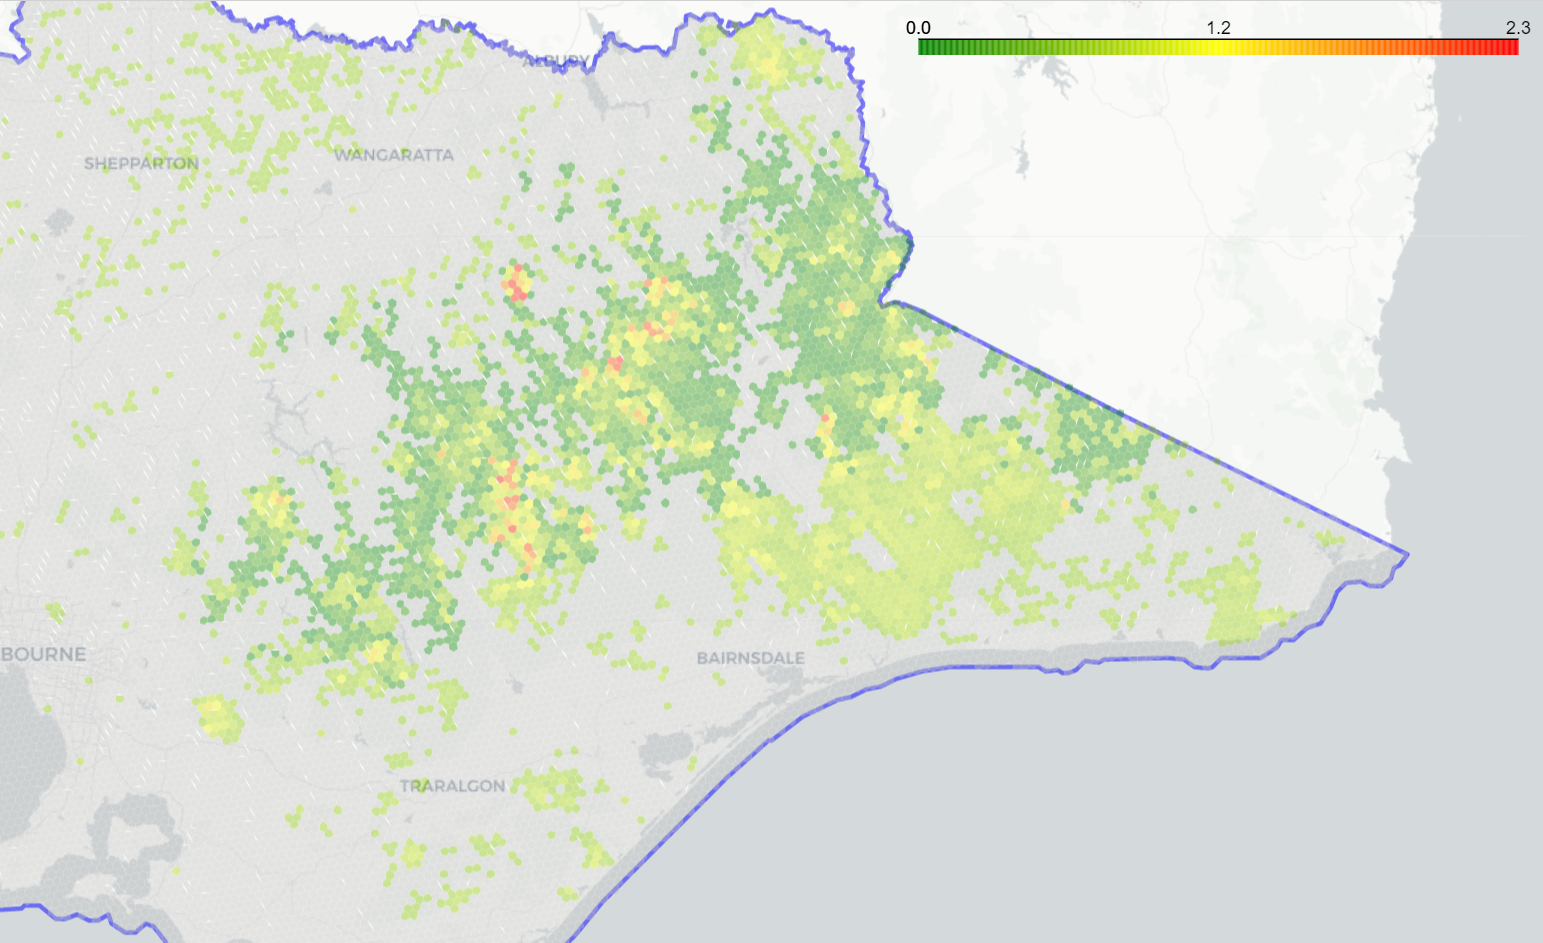 0.0 1.2 2.3
ALBURY
WANGARATTA
SHEPPARTON
BOURNE
BAIRNSDALE
TRARALGON